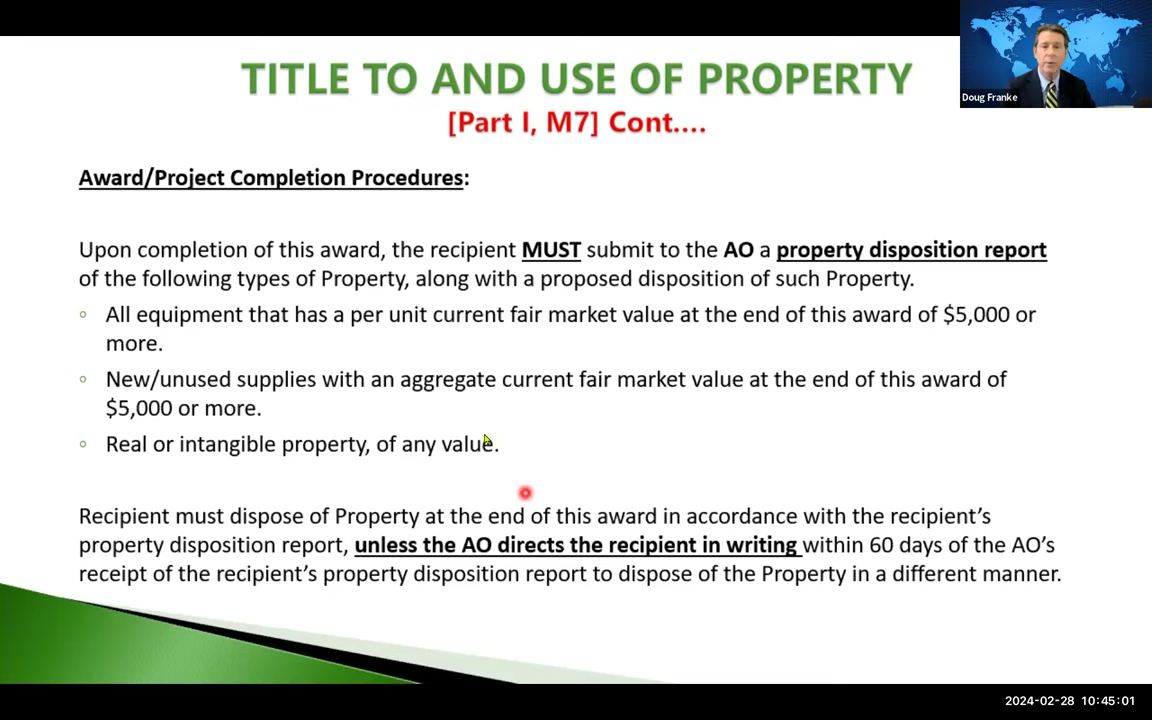 TITLE TO AND USE OF PROPERTY
[Part I, M7] Cont....
Doug Franke
Award/Project Completion Procedures:
Upon completion of this award, the recipient MUST submit to the AO a property disposition report
of the following types of Property, along with a proposed disposition of such Property.
◦ All equipment that has a per unit current fair market value at the end of this award of $5,000 or
more.
◦ New/unused supplies with an aggregate current fair market value at the end of this award of
$5,000 or more.
◦ Real or intangible property, of any value.
Recipient must dispose of Property at the end of this award in accordance with the recipient’s
property disposition report, unless the AO directs the recipient in writing within 60 days of the AO’s
receipt of the recipient’s property disposition report to dispose of the Property in a different manner.
2024-02-28 10:45:01